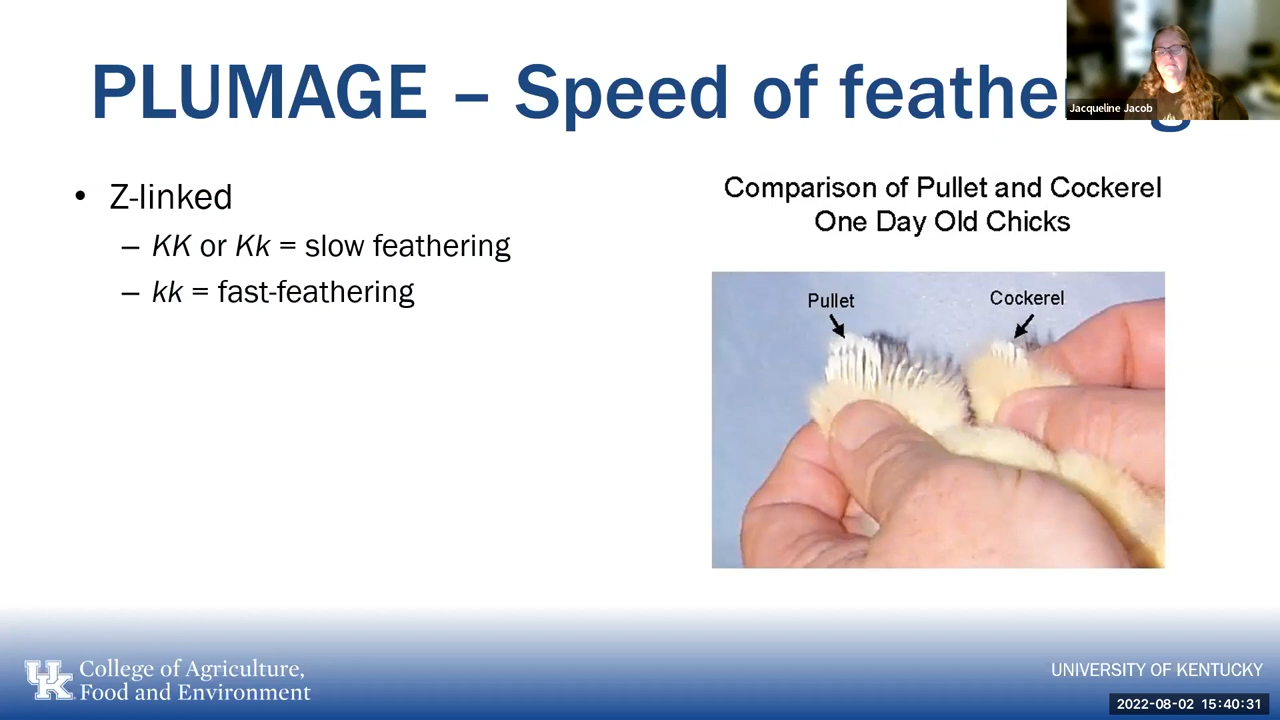 PLUMAGE – Speed of feathe
Jacqueline Jacob
• Z-linked
– KK or Kk = slow feathering
– kk = fast-feathering
Comparison of Pullet and Cockerel
One Day Old Chicks
Pullet
Cockerel
UK
College of Agriculture,
Food and Environment
UNIVERSITY OF KENTUCKY
2022-08-02 15:40:31